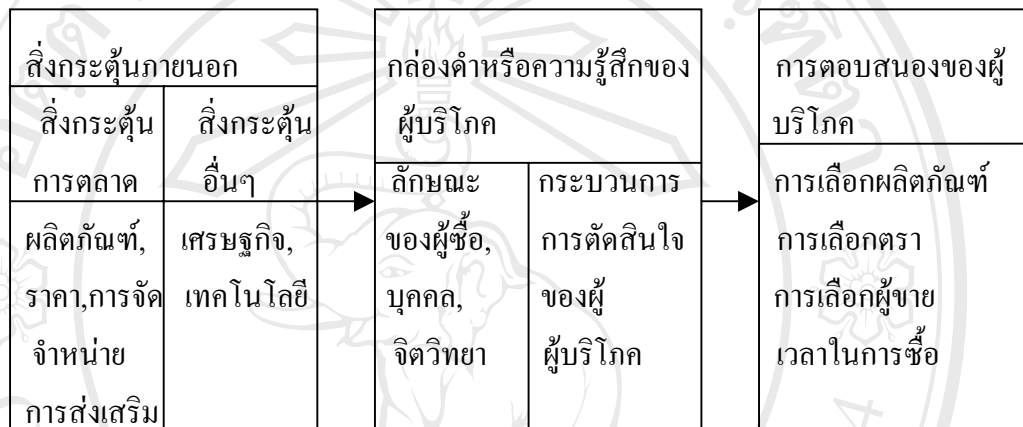 สิ่งกระตุ้นภายนอก
สิ่งกระตุ้น
การตลาด
สิ่งกระตุ้น
อื่นๆ
ผลิตภัณฑ์,
ราคา,การจัด
จำหน่าย
การส่งเสริม
เศรษฐกิจ,
เทคโนโลยี
กล่องดำหรือความรู้สึกของ
ผู้บริโภค
ลักษณะ
ของผู้ซื้อ,
บุคคล,
จิตวิทยา
กระบวนการ
การตัดสินใจ
ของผู้
ผู้บริโภค
การตอบสนองของผู้
บริโภค
การเลือกผลิตภัณฑ์
การเลือกตรา
การเลือกผู้ขาย
เวลาในการซื้อ